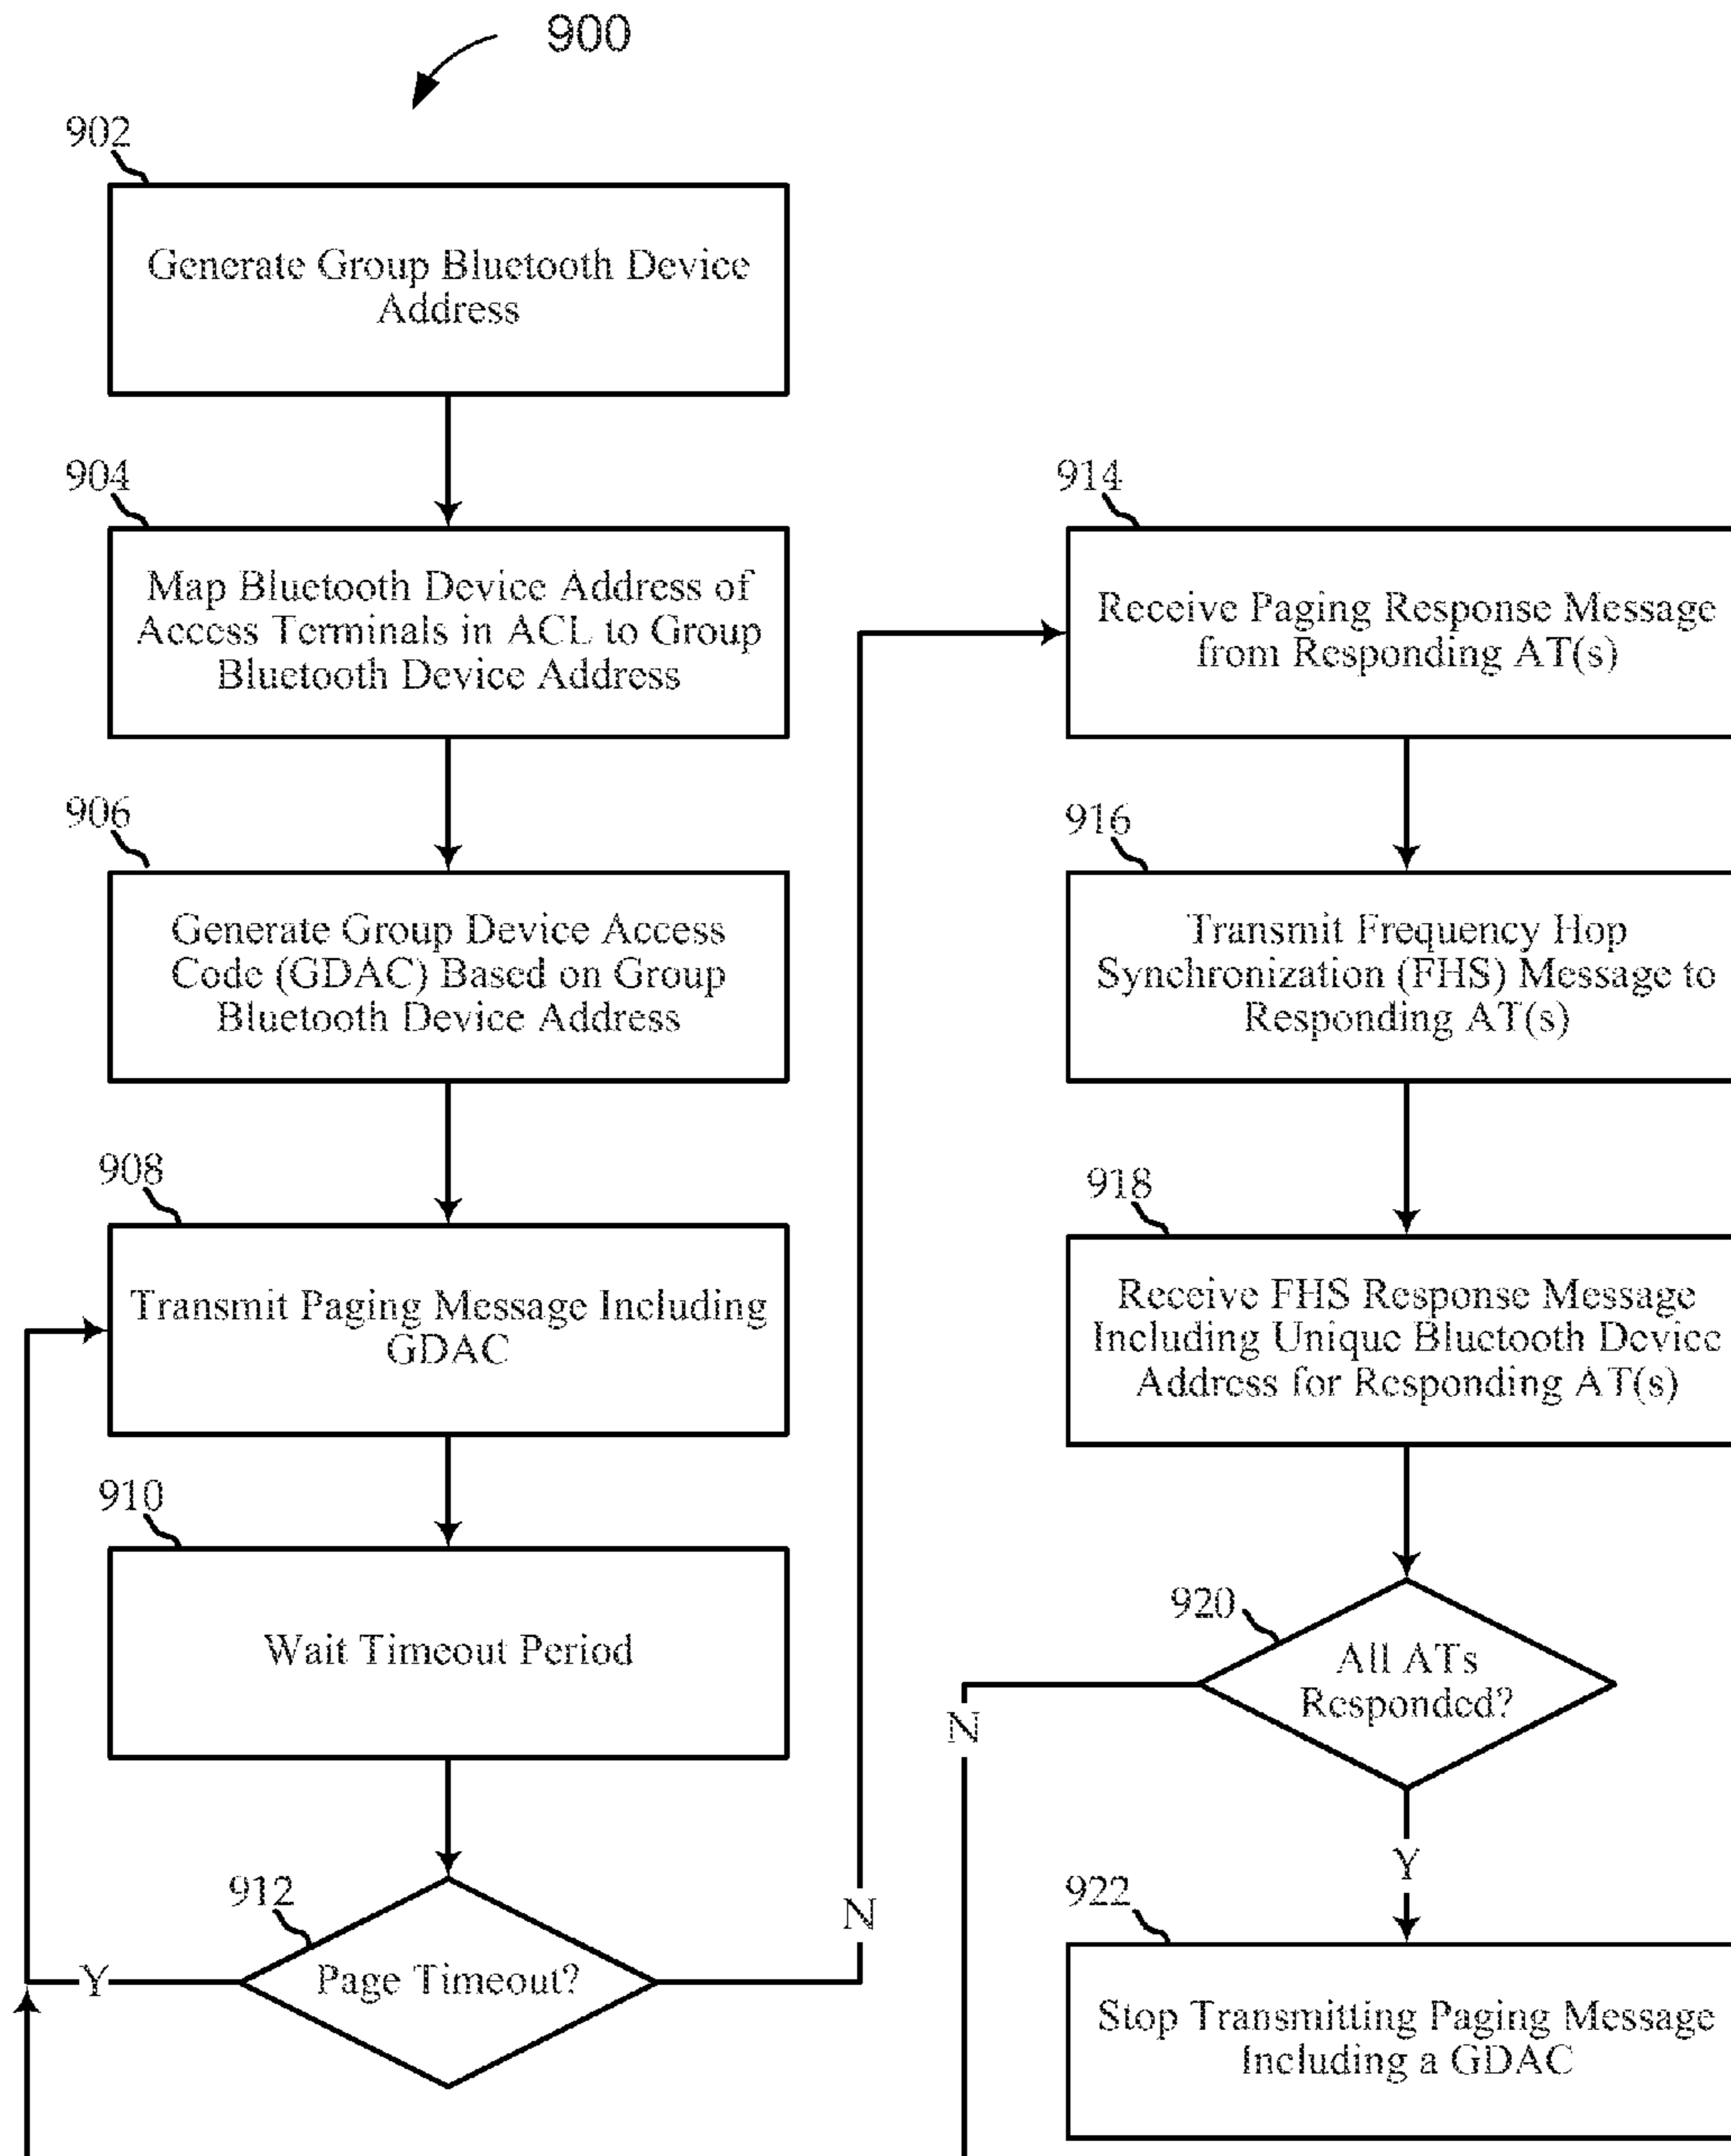 900
902
Generate Group Bluetooth Device
Address
904
Map Bluetooth Device Address of
Access Terminals in ACL to Group
Bluetooth Device Address
906
Generate Group Device Access
Code (GDAC) Based on Group
Bluetooth Device Address
908
Transmit Paging Message Including
GDAC
910
Wait Timeout Period
912
Page Timeout?
Y
N
914
Receive Paging Response Message
from Responding AT(s)
916
Transmit Frequency Hop
Synchronization (FHS) Message to
Responding AT(s)
918
Receive FHS Response Message
Including Unique Bluetooth Device
Address for Responding AT(s)
920
All ATs
Responded?
N
Y
922
Stop Transmitting Paging Message
Including a GDAC